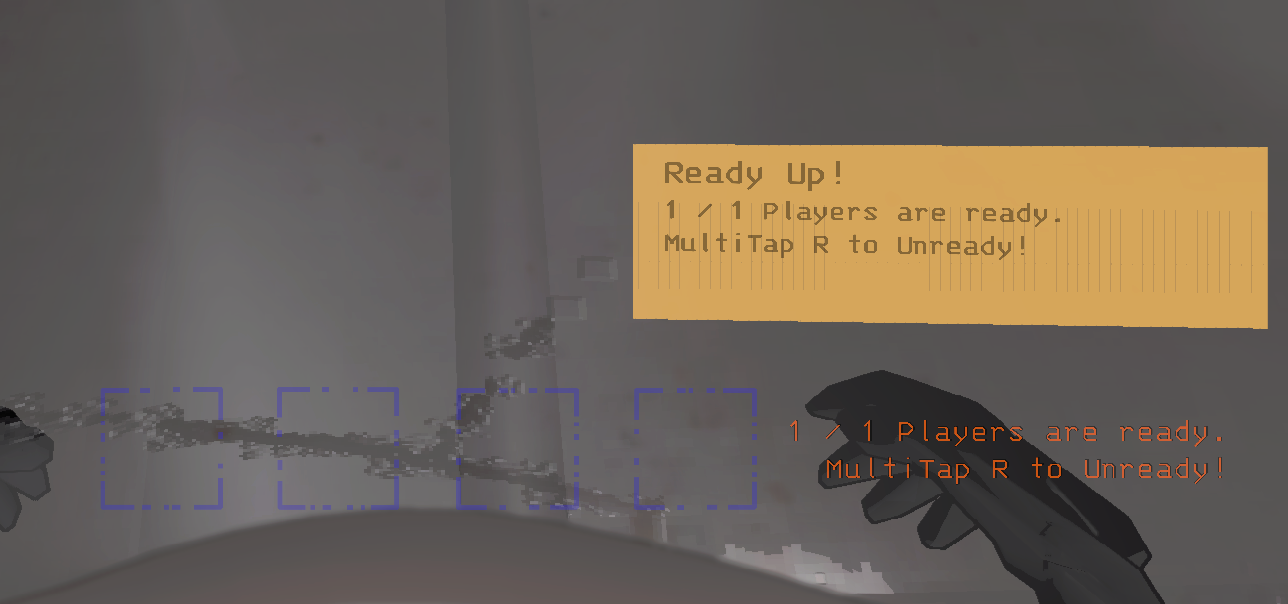 Ready Up!
1 / 1 Players are ready.
MultiTap R to Unready!
1 / 1 Players are ready.
MultiTap R to Unready!